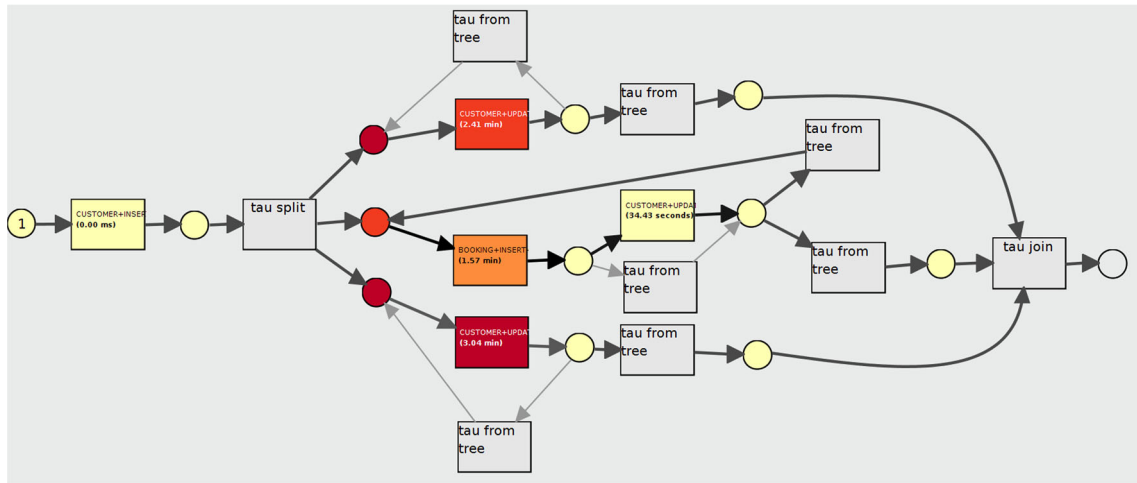 tau from
tree
CUSTOMER+UPDAT
(2.41 min)
tau from
tree
tau from
tree
1
CUSTOMER+INSER
(0.00 ms)
tau split
CUSTOMER+UPDAT
(34.43 seconds)
BOOKING+INSERT+
(1.57 min)
tau from
tree
tau from
tree
tau join
CUSTOMER+UPDAT
(3.04 min)
tau from
tree
tau from
tree